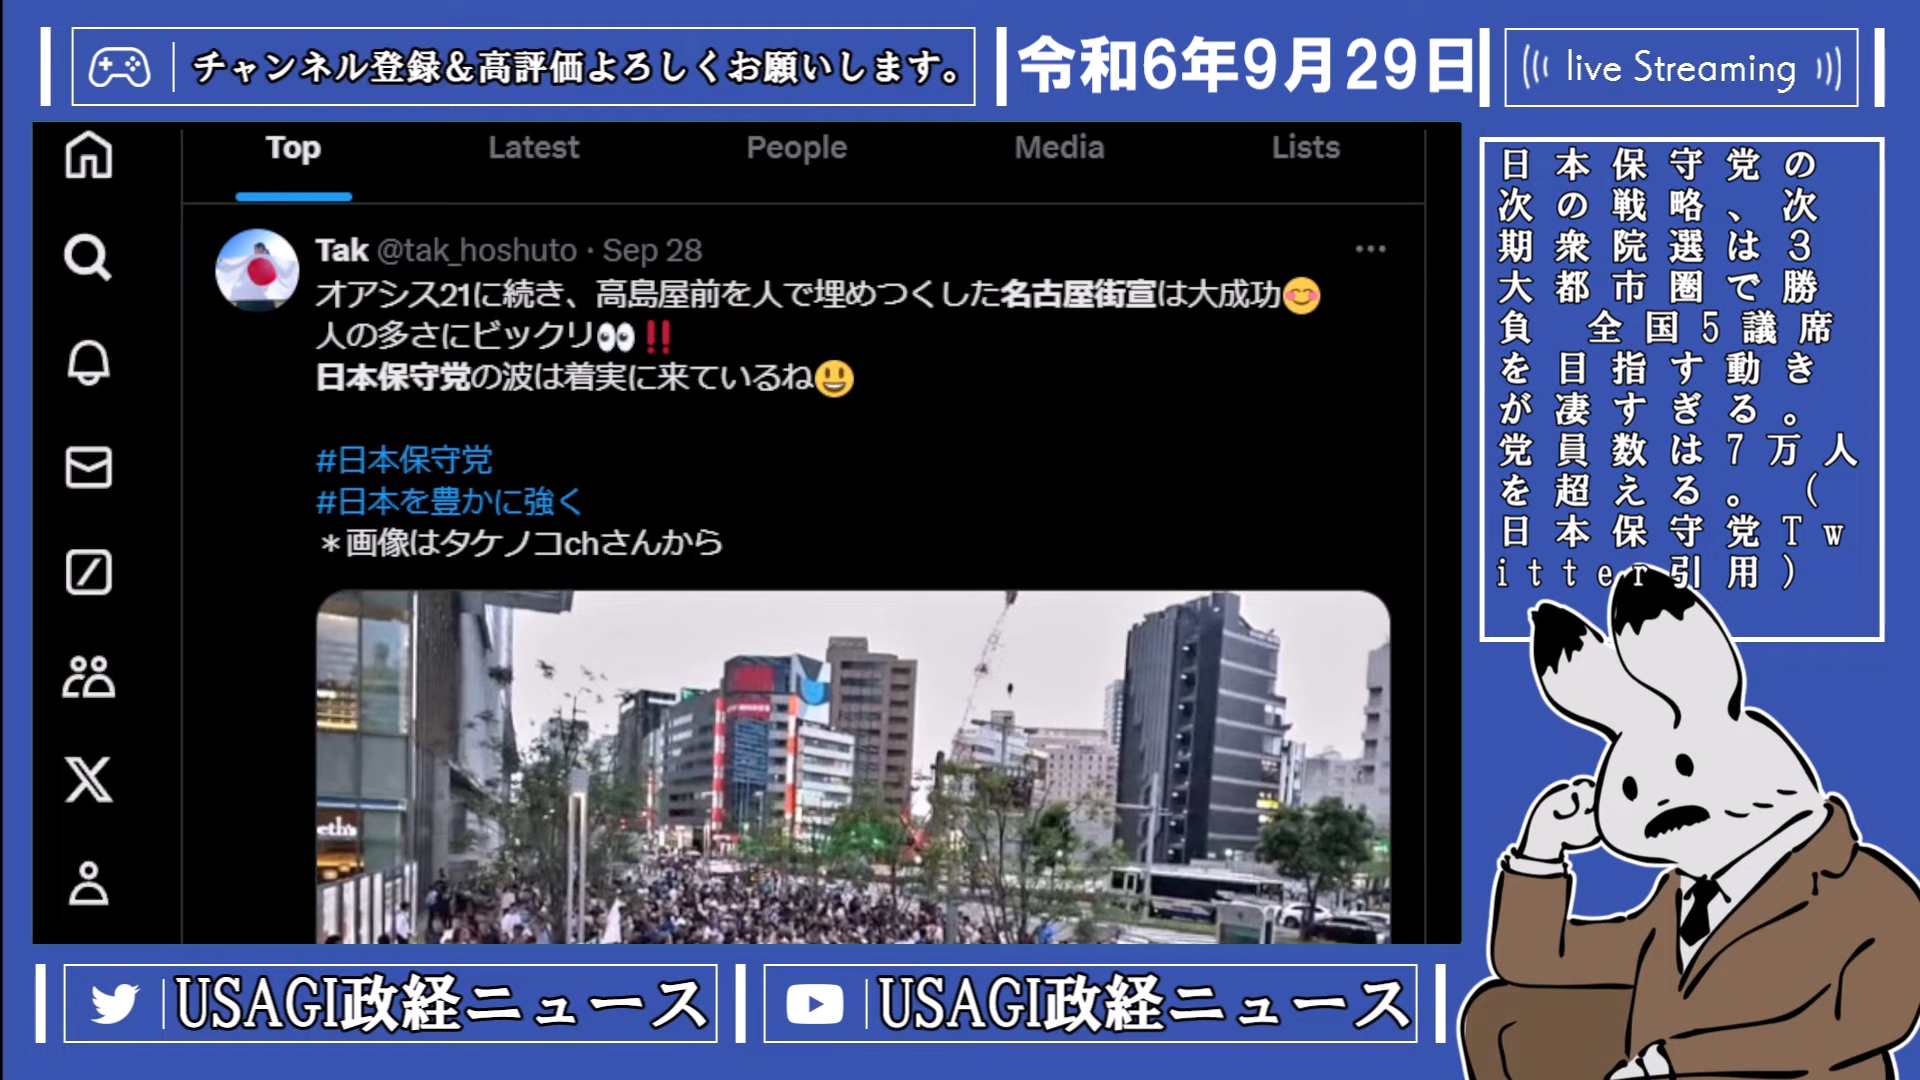 チャンネル登録&高評価よろしくお願いします。
令和6年9月29日
live Streaming
Top Latest People Media Lists
Tak @tak_hoshuto · Sep 28
オアシス21に続き、高島屋前を人で埋めつくした名古屋街宣は大成功😊
人の多さにビックリ👀‼️
日本保守党の波は着実に来ているね😃
#日本保守党
#日本を豊かに強く
＊画像はタケノコchさんから
eth's
日本保守党の
次の戦略、次
期衆院選は3
大都市圏で勝
負　全国5議席
を目指す動き
が凄すぎる。
党員数は7万人
を超える。(
日本保守党Tw
itter引用)
USAGI政経ニュース
USAGI政経ニュース